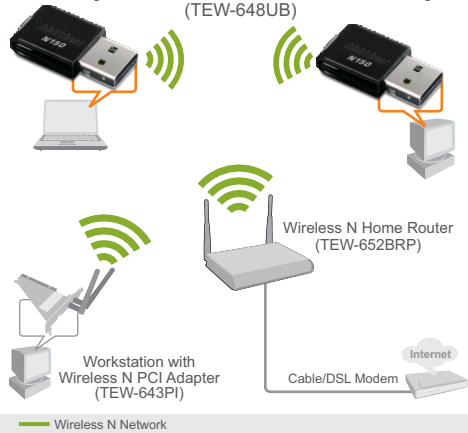 (TEW-648UB)
N150
N150
Wireless N Home Router
(TEW-652BRP)
Workstation with
Wireless N PCI Adapter
(TEW-643PI)
Internet
Cable/DSL Modem
Wireless N Network